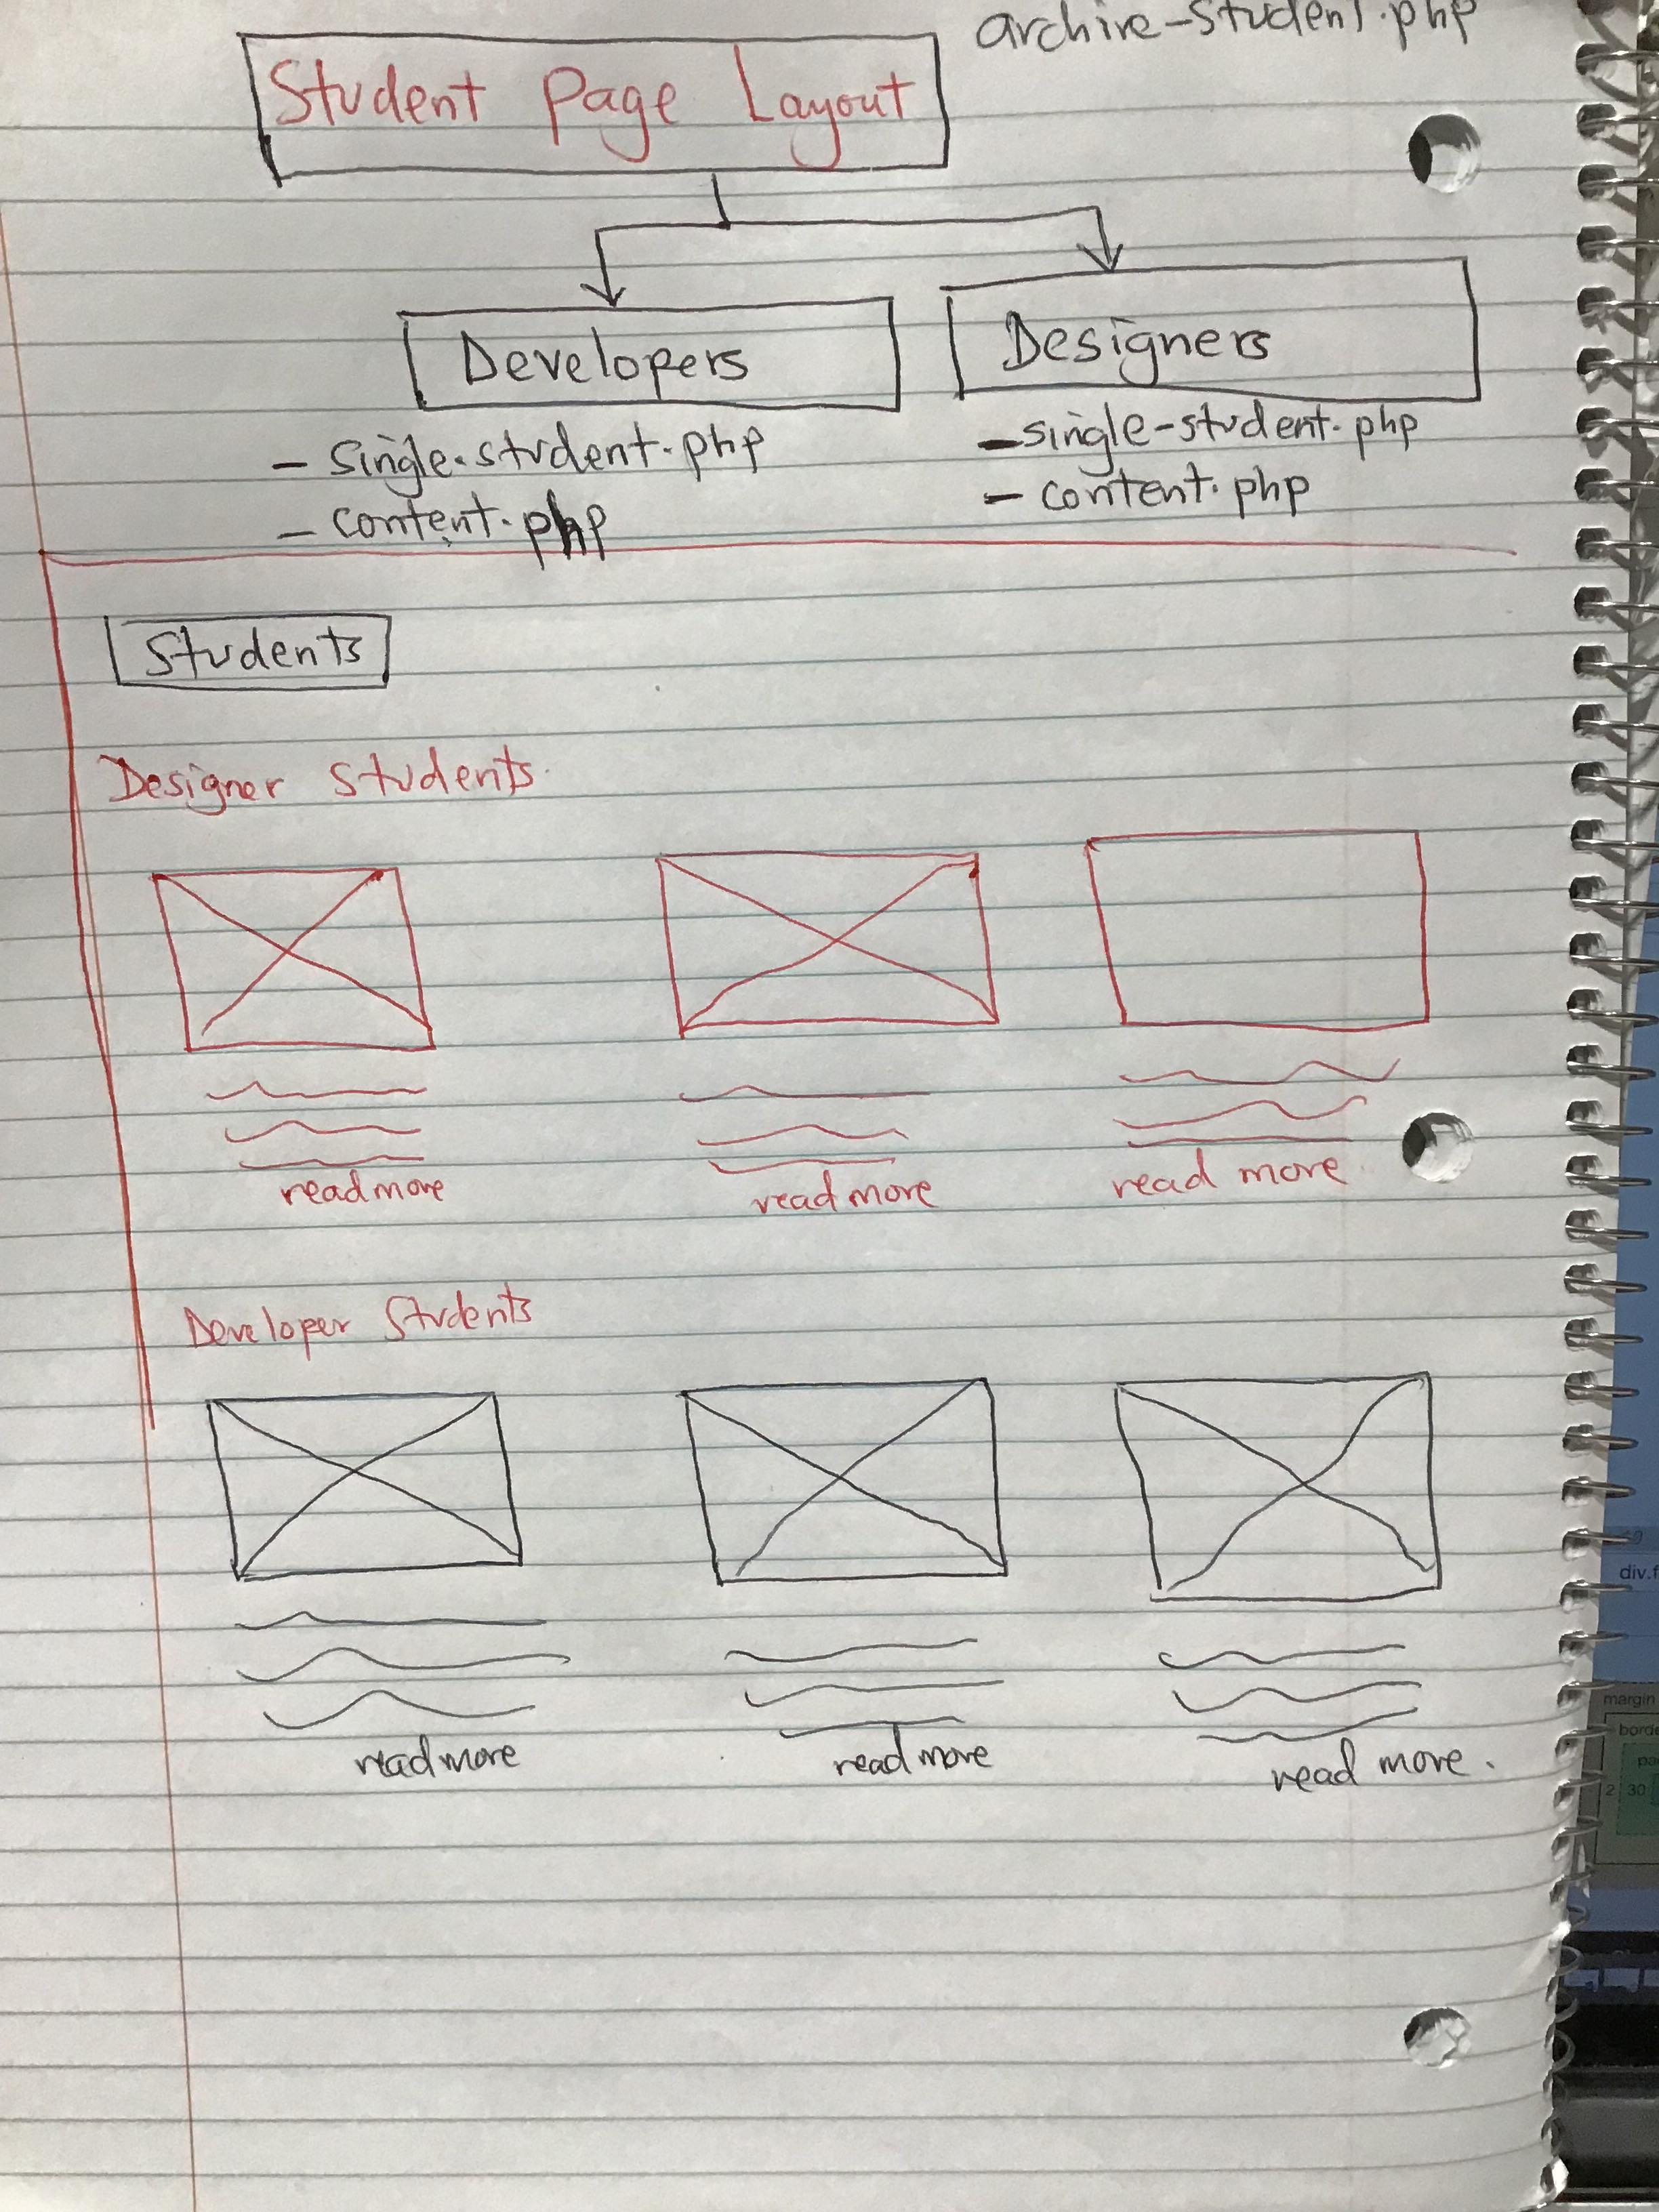 archive-student.php
Student Page Layout
Developers
Designers
- single-student.php
- content.php
- single-student.php
- content.php
Students
Designer Students
read more
read more
read more
Developer Students
read more
read more
read more.
div.f
margin
borde
pa
2
30